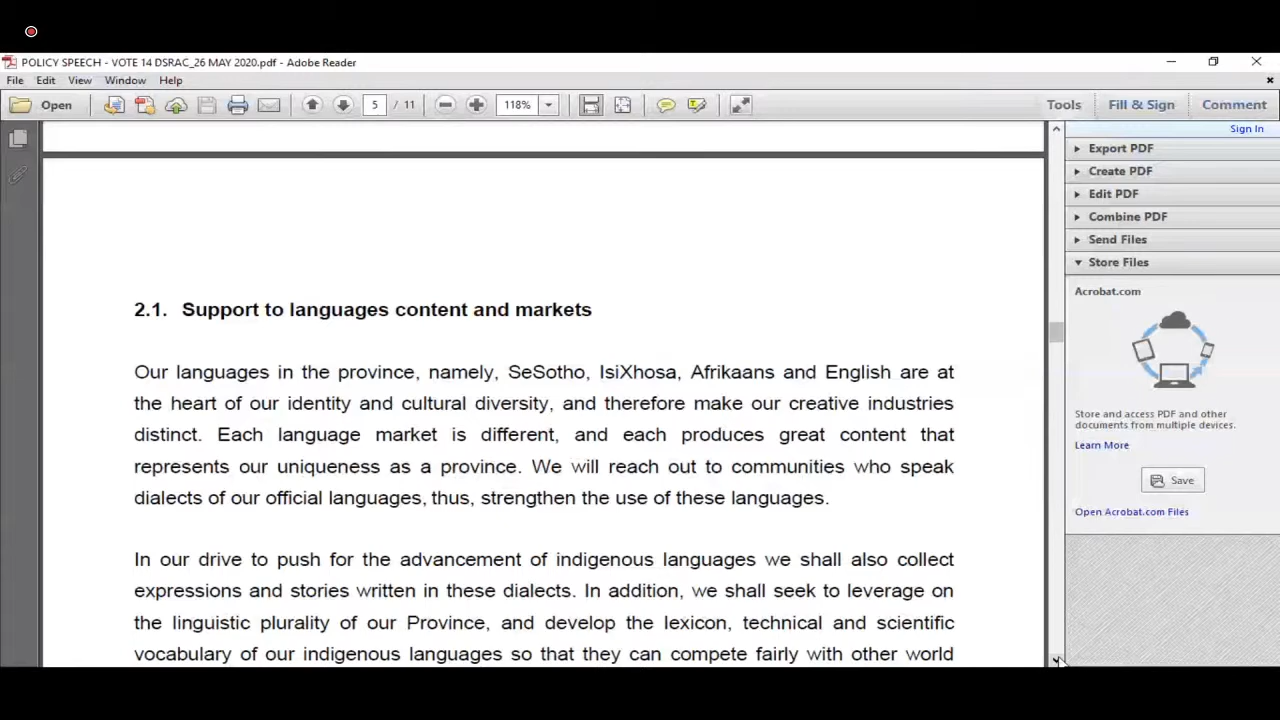 POLICY SPEECH - VOTE 14 DSRAC_26 MAY 2020.pdf - Adobe Reader
File Edit View Window Help
Open 5 / 11 118% Tools Fill & Sign Comment
Sign In
Export PDF
Create PDF
Edit PDF
Combine PDF
Send Files
Store Files
Acrobat.com
Store and access PDF and other
documents from multiple devices.
Learn More
Save
Open Acrobat.com Files
2.1. Support to languages content and markets
Our languages in the province, namely, SeSotho, IsiXhosa, Afrikaans and English are at
the heart of our identity and cultural diversity, and therefore make our creative industries
distinct. Each language market is different, and each produces great content that
represents our uniqueness as a province. We will reach out to communities who speak
dialects of our official languages, thus, strengthen the use of these languages.
In our drive to push for the advancement of indigenous languages we shall also collect
expressions and stories written in these dialects. In addition, we shall seek to leverage on
the linguistic plurality of our Province, and develop the lexicon, technical and scientific
vocabulary of our indigenous languages so that they can compete fairly with other world